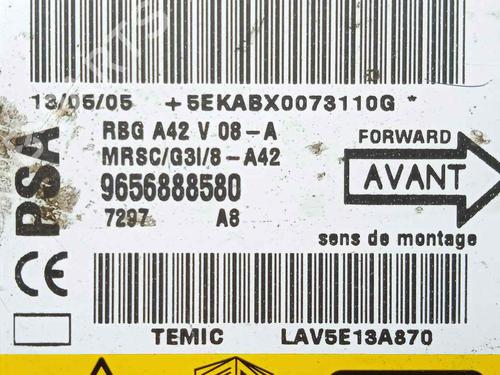 13/05/05 +5EKABX0073110G *
RBG A42 V 08-A
MRSC/G3I/8-A42
9656888580
7297 A8
PSA
CE
FORWARD
AVANT
sens de montage
TEMIC LAV5E13A870